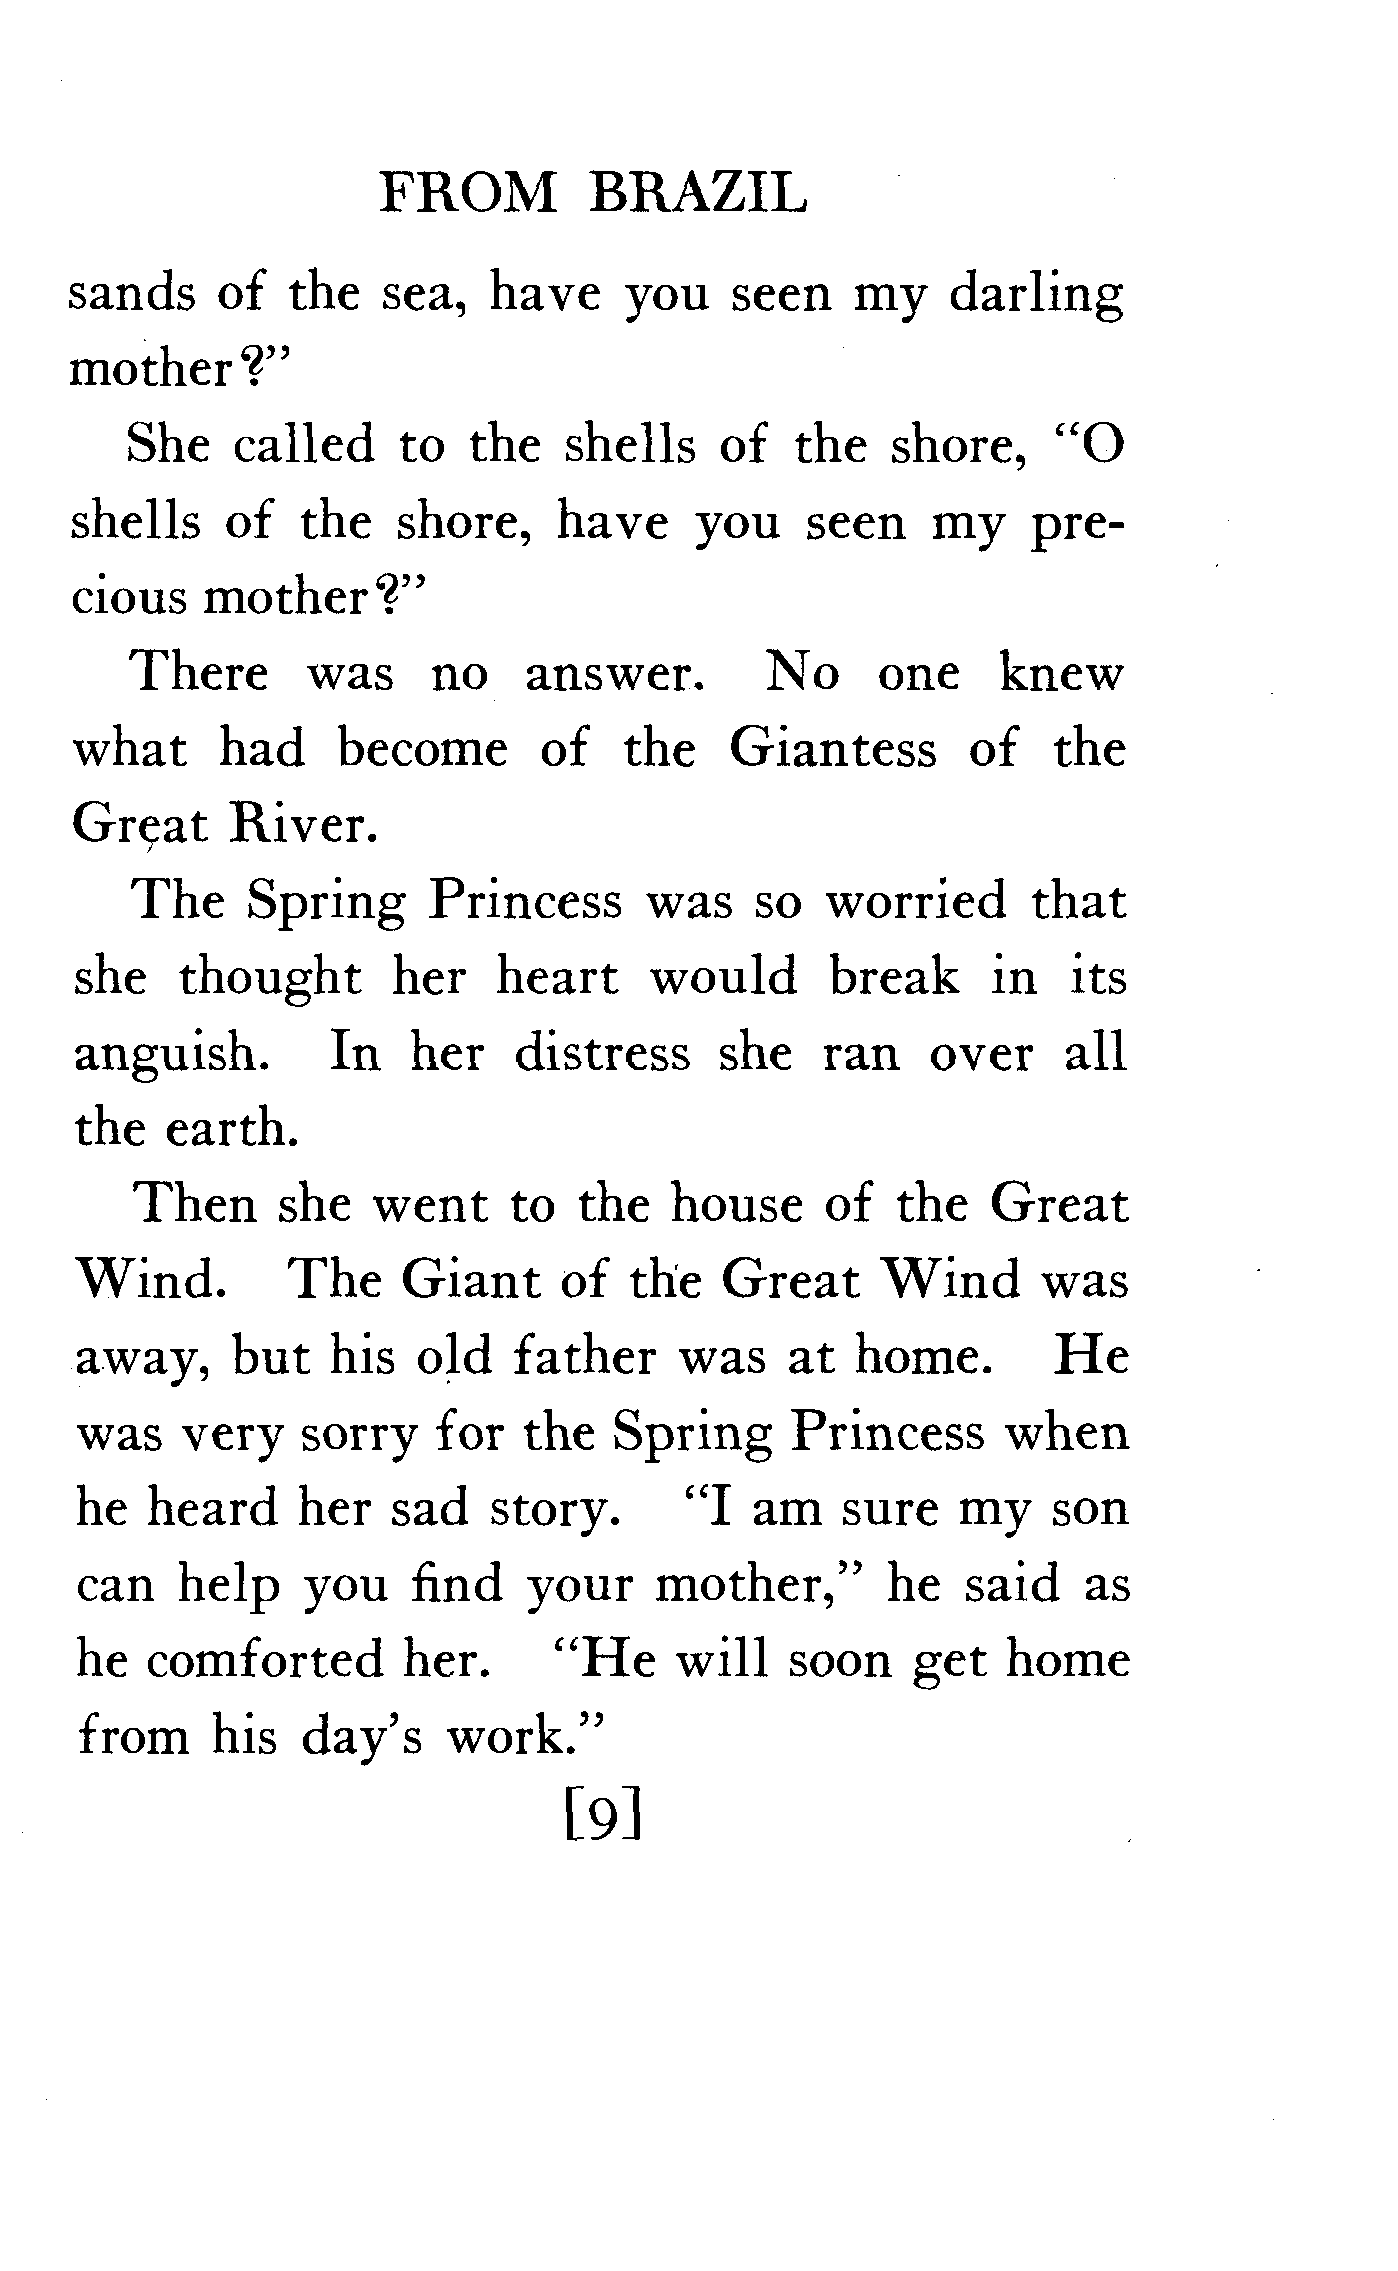 FROM BRAZIL
sands of the sea, have you seen my darling
mother?"
She called to the shells of the shore, "O
shells of the shore, have you seen my pre-
cious mother?"
There was no answer. No one knew
what had become of the Giantess of the
Great River.
The Spring Princess was so worried that
she thought her heart would break in its
anguish. In her distress she ran over all
the earth.
Then she went to the house of the Great
Wind. The Giant of the Great Wind was
away, but his old father was at home. He
was very sorry for the Spring Princess when
he heard her sad story. "I am sure my son
can help you find your mother," he said as
he comforted her. "He will soon get home
from his day's work."
[9]